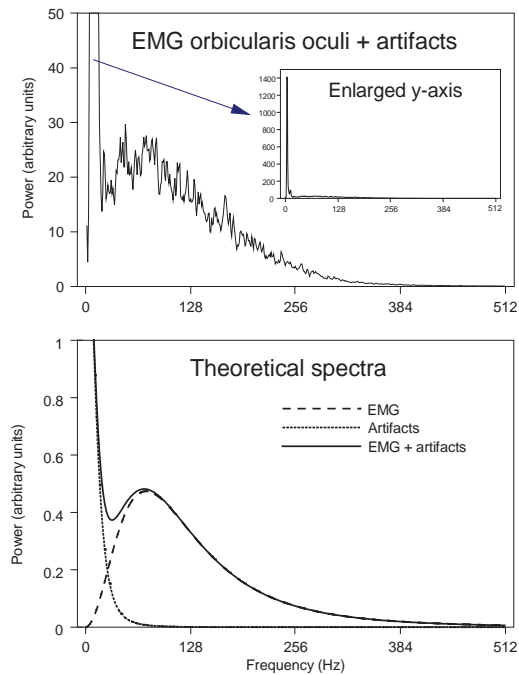 EMG orbicularis oculi + artifacts
Power (arbitrary units)
50
40
30
20
10
0
0 128 256 384 512
Enlarged y-axis
1400
1200
1000
800
600
400
200
0
0 128 256 384 512
Theoretical spectra
EMG
Artifacts
EMG + artifacts
Power (arbitrary units)
1
0.8
0.6
0.4
0.2
0
0 128 256 384 512
Frequency (Hz)